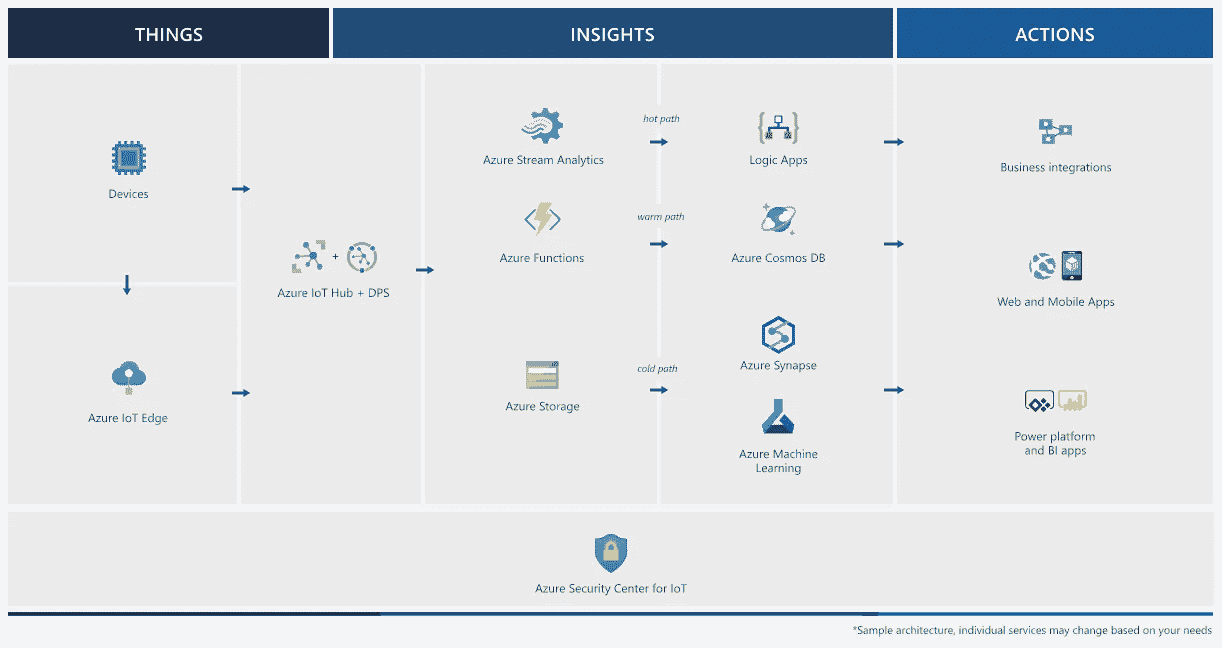 THINGS
INSIGHTS
ACTIONS
Devices
Azure IoT Edge
+
Azure IoT Hub + DPS
Azure Stream Analytics
hot path
Logic Apps
Azure Functions
warm path
Azure Cosmos DB
Azure Storage
cold path
Azure Synapse
Azure Machine
Learning
Business integrations
Web and Mobile Apps
Power platform
and BI apps
Azure Security Center for IoT
*Sample architecture, individual services may change based on your needs